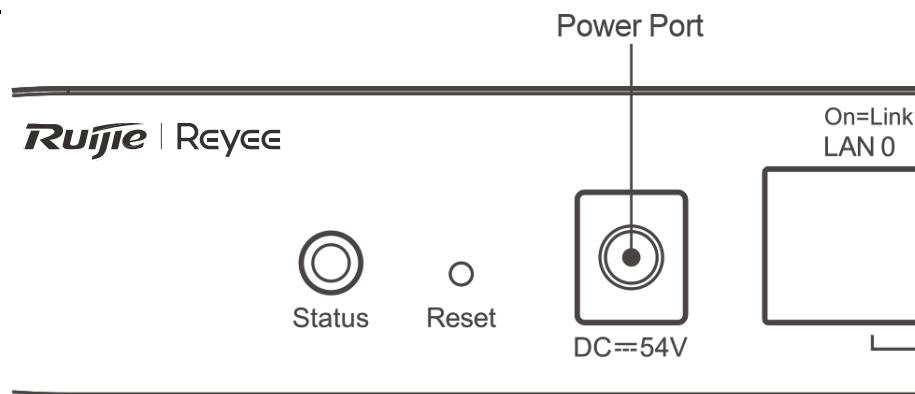 Power Port
Ruijie | Reyee
On=Link
LAN 0
Status
Reset
DC⎓54V